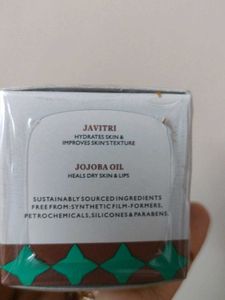 JAVITRI
HYDRATES SKIN &
IMPROVES SKIN'S TEXTURE
JOJOBA OIL
HEALS DRY SKIN & LIPS
SUSTAINABLY SOURCED INGREDIENTS
FREE FROM: SYNTHETIC FILM-FORMERS,
PETROCHEMICALS, SILICONES & PARABENS.